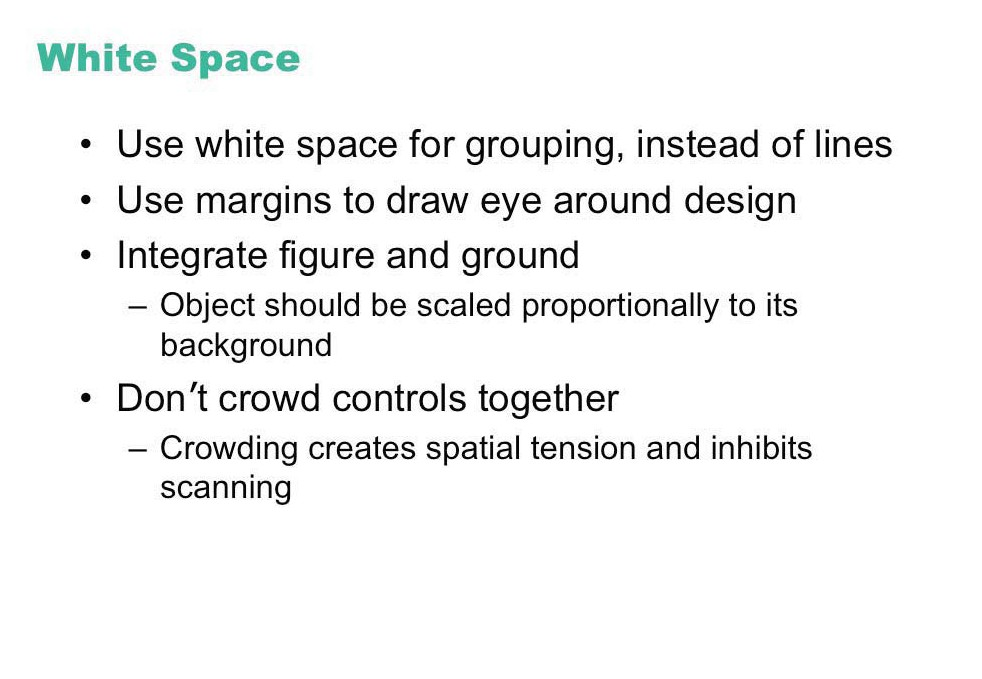 White Space
• Use white space for grouping, instead of lines
• Use margins to draw eye around design
• Integrate figure and ground
– Object should be scaled proportionally to its
background
• Don’t crowd controls together
– Crowding creates spatial tension and inhibits
scanning